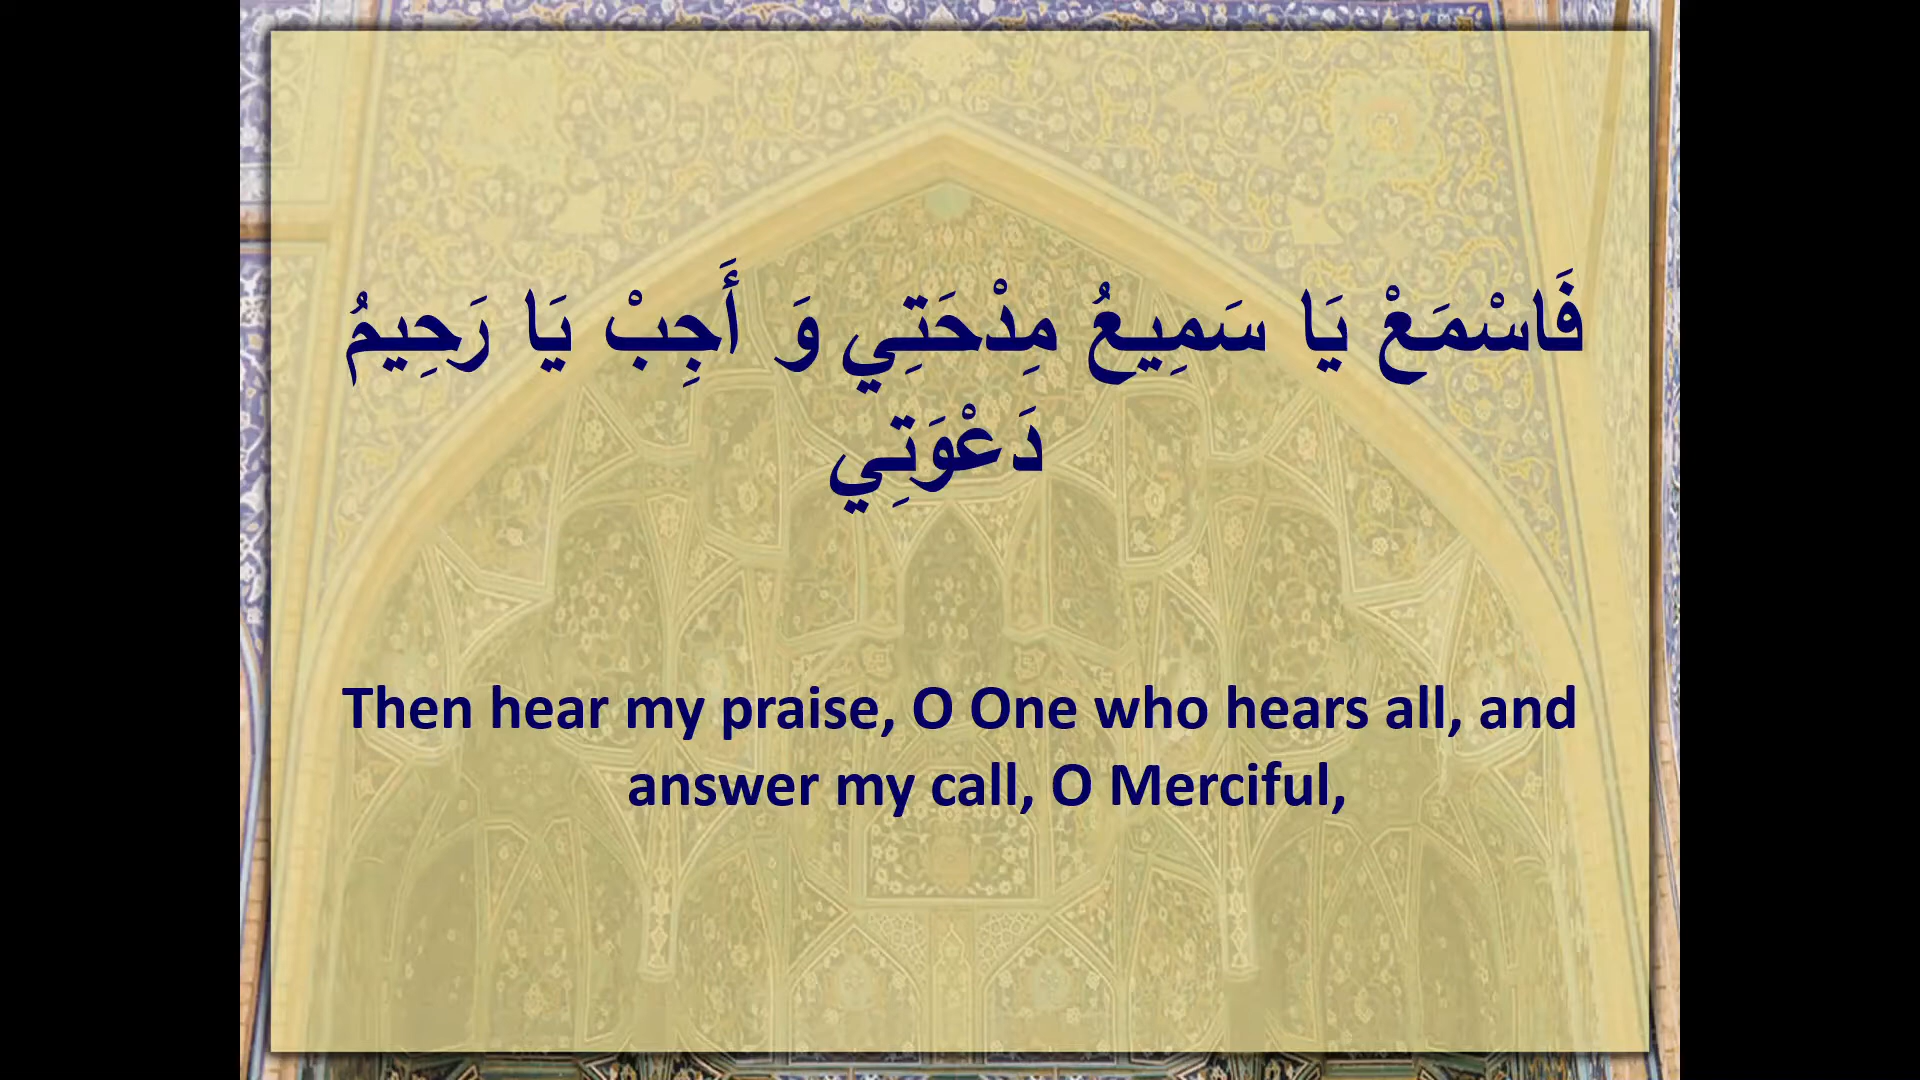 فَاسْمَعْ يَا سَمِيعُ مِدْحَتِي وَ أَجِبْ يَا رَحِيمُ
دَعْوَتِي
Then hear my praise, O One who hears all, and
answer my call, O Merciful,